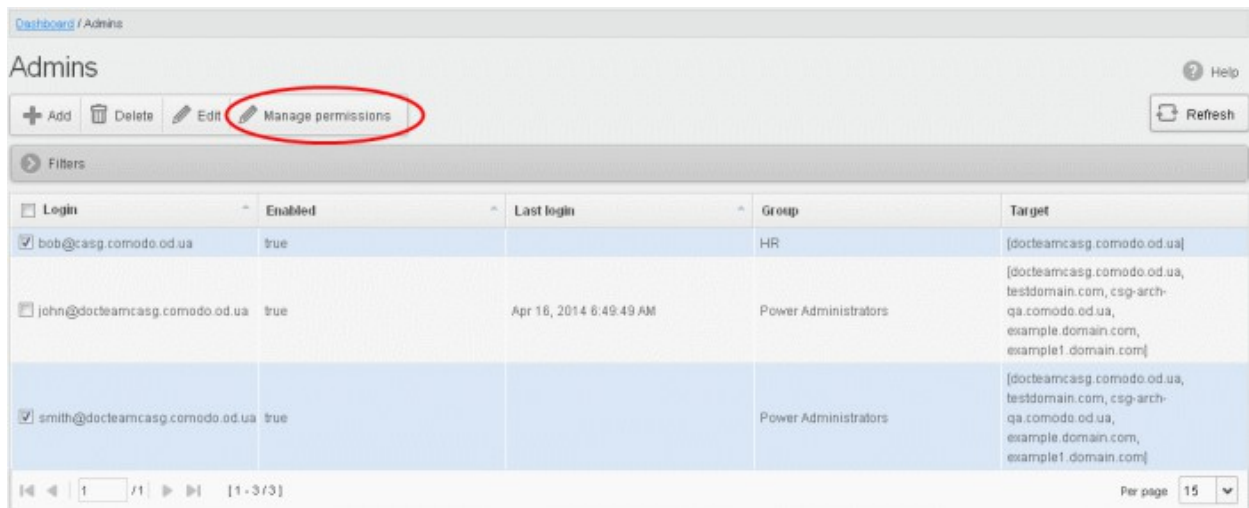 Dashboard / Admins
Admins
Help
Add Delete Edit Manage permissions
Refresh
Filters
Login Enabled Last login Group Target
bob@casg.comodo.od.ua true HR [docteamcasg.comodo.od.ua]
[docteamcasg.comodo.od.ua,
testdomain.com, csg-arch-
john@docteamcasg.comodo.od.ua true Apr 16, 2014 6:49:49 AM Power Administrators qa.comodo.od.ua,
example.domain.com,
example1.domain.com]
[docteamcasg.comodo.od.ua,
testdomain.com, csg-arch-
smith@docteamcasg.comodo.od.ua true Power Administrators qa.comodo.od.ua,
example.domain.com,
example1.domain.com]
1 /1 [1-3/3] Per page 15